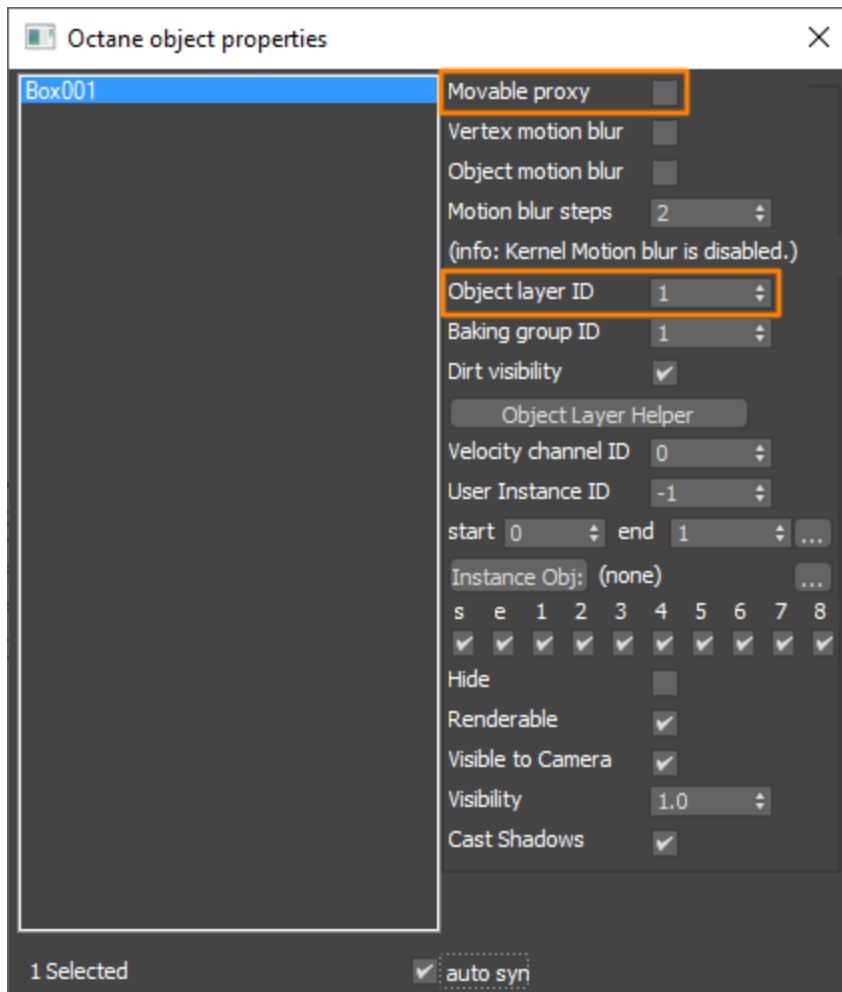 Octane object properties
Box001
Movable proxy
Vertex motion blur
Object motion blur
Motion blur steps 2
(info: Kernel Motion blur is disabled.)
Object layer ID 1
Baking group ID 1
Dirt visibility
Object Layer Helper
Velocity channel ID 0
User Instance ID -1
start 0 end 1 ...
Instance Obj: (none) ...
s e 1 2 3 4 5 6 7 8
Hide
Renderable
Visible to Camera
Visibility 1.0
Cast Shadows
1 Selected auto syn